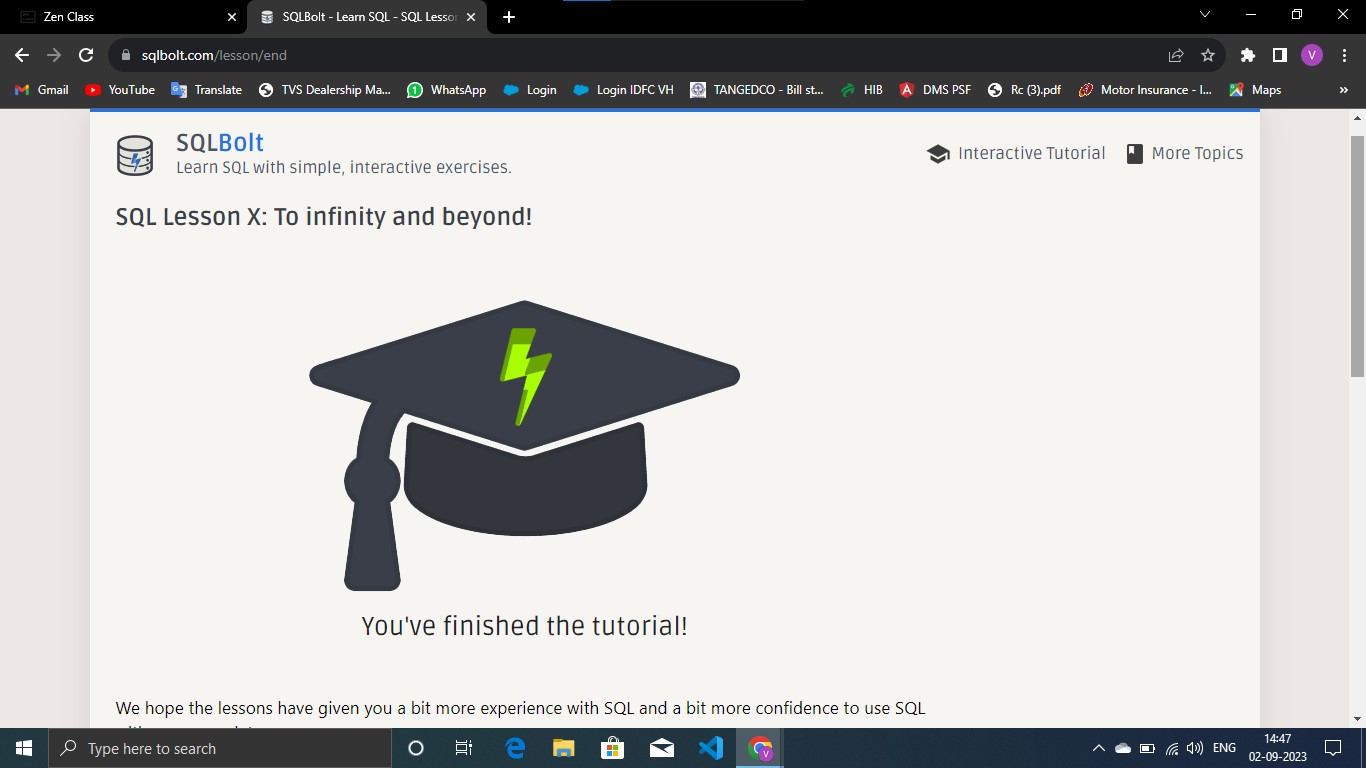 Zen Class
SQLBolt - Learn SQL - SQL Lesson
sqlbolt.com/lesson/end
V
Gmail
YouTube
Translate
TVS Dealership Ma...
WhatsApp
Login
Login IDFC VH
TANGEDCO - Bill st...
HIB
DMS PSF
Rc (3).pdf
Motor Insurance - I...
Maps
»
SQLBolt
Learn SQL with simple, interactive exercises.
Interactive Tutorial
More Topics
SQL Lesson X: To infinity and beyond!
You've finished the tutorial!
We hope the lessons have given you a bit more experience with SQL and a bit more confidence to use SQL
Type here to search
ENG
14:47
02-09-2023